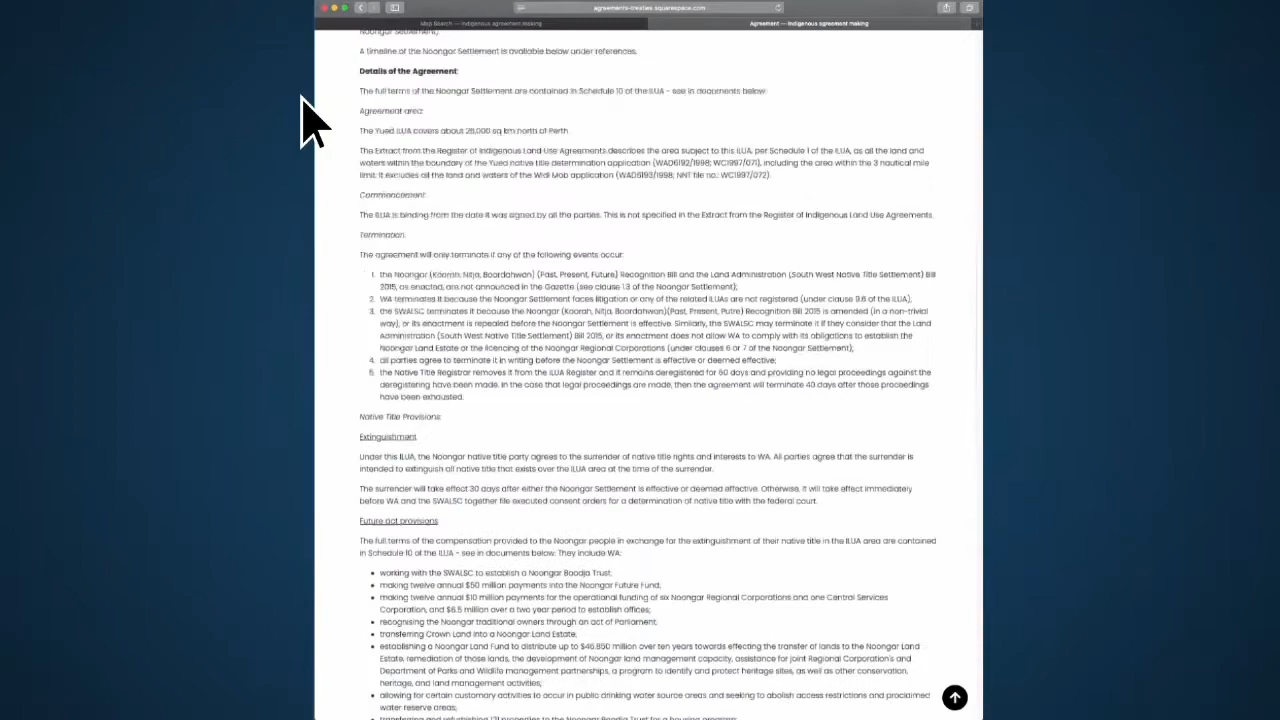 agreements-treaties.squarespace.com
Map Search — Indigenous agreement making
Agreement — Indigenous agreement making
Noongar Settlement).
A timeline of the Noongar Settlement is available below under references.
Details of the Agreement:
The full terms of the Noongar Settlement are contained in Schedule 10 of the ILUA - see in documents below.
Agreement area:
The Yued ILUA covers about 26,000 sq km north of Perth.
The Extract from the Register of Indigenous Land Use Agreements describes the area subject to this ILUA, per Schedule 1 of the ILUA, as all the land and
waters within the boundary of the Yued native title determination application (WAD6192/1998; WC1997/071), including the area within the 3 nautical mile
limit. It excludes all the land and waters of the Widi Mob application (WAD6193/1998; NNT file no.: WC1997/072).
Commencement:
The ILUA is binding from the date it was signed by all the parties. This is not specified in the Extract from the Register of Indigenous Land Use Agreements.
Termination:
The agreement will only terminate if any of the following events occur:
1. the Noongar (Koorah, Nitja, Boordahwan) (Past, Present, Future) Recognition Bill and the Land Administration (South West Native Title Settlement) Bill
2015, as enacted, are not announced in the Gazette (see clause 1.3 of the Noongar Settlement);
2. WA terminates it because the Noongar Settlement faces litigation or any of the related ILUAs are not registered (under clause 9.6 of the ILUA);
3. the SWALSC terminates it because the Noongar (Koorah, Nitja, Boordahwan)(Past, Present, Putre) Recognition Bill 2015 is amended (in a non-trivial
way), or its enactment is repealed before the Noongar Settlement is effective. Similarly, the SWALSC may terminate it if they consider that the Land
Administration (South West Native Title Settlement) Bill 2015, or its enactment does not allow WA to comply with its obligations to establish the
Noongar Land Estate or the licencing of the Noongar Regional Corporations (under clauses 6 or 7 of the Noongar Settlement);
4. all parties agree to terminate it in writing before the Noongar Settlement is effective or deemed effective;
5. the Native Title Registrar removes it from the ILUA Register and it remains deregistered for 60 days and providing no legal proceedings against the
deregistering have been made. In the case that legal proceedings are made, then the agreement will terminate 40 days after those proceedings
have been exhausted.
Native Title Provisions:
Extinguishment
Under this ILUA, the Noongar native title party agrees to the surrender of native title rights and interests to WA. All parties agree that the surrender is
intended to extinguish all native title that exists over the ILUA area at the time of the surrender.
The surrender will take effect 30 days after either the Noongar Settlement is effective or deemed effective. Otherwise, it will take effect immediately
before WA and the SWALSC together file executed consent orders for a determination of native title with the federal court.
Future act provisions
The full terms of the compensation provided to the Noongar people in exchange for the extinguishment of their native title in the ILUA area are contained
in Schedule 10 of the ILUA - see in documents below. They include WA:
• working with the SWALSC to establish a Noongar Boodja Trust;
• making twelve annual $50 million payments into the Noongar Future Fund;
• making twelve annual $10 million payments for the operational funding of six Noongar Regional Corporations and one Central Services
Corporation, and $6.5 million over a two year period to establish offices;
• recognising the Noongar traditional owners through an act of Parliament;
• transferring Crown Land into a Noongar Land Estate;
• establishing a Noongar Land Fund to distribute up to $46.850 million over ten years towards effecting the transfer of lands to the Noongar Land
Estate, remediation of those lands, the development of Noongar land management capacity, assistance for joint Regional Corporation's and
Department of Parks and Wildlife management partnerships, a program to identify and protect heritage sites, as well as other conservation,
heritage, and land management activities;
• allowing for certain customary activities to occur in public drinking water source areas and seeking to abolish access restrictions and proclaimed
water reserve areas;
• transferring and refurbishing 121 properties to the Noongar Boodja Trust for a housing program;